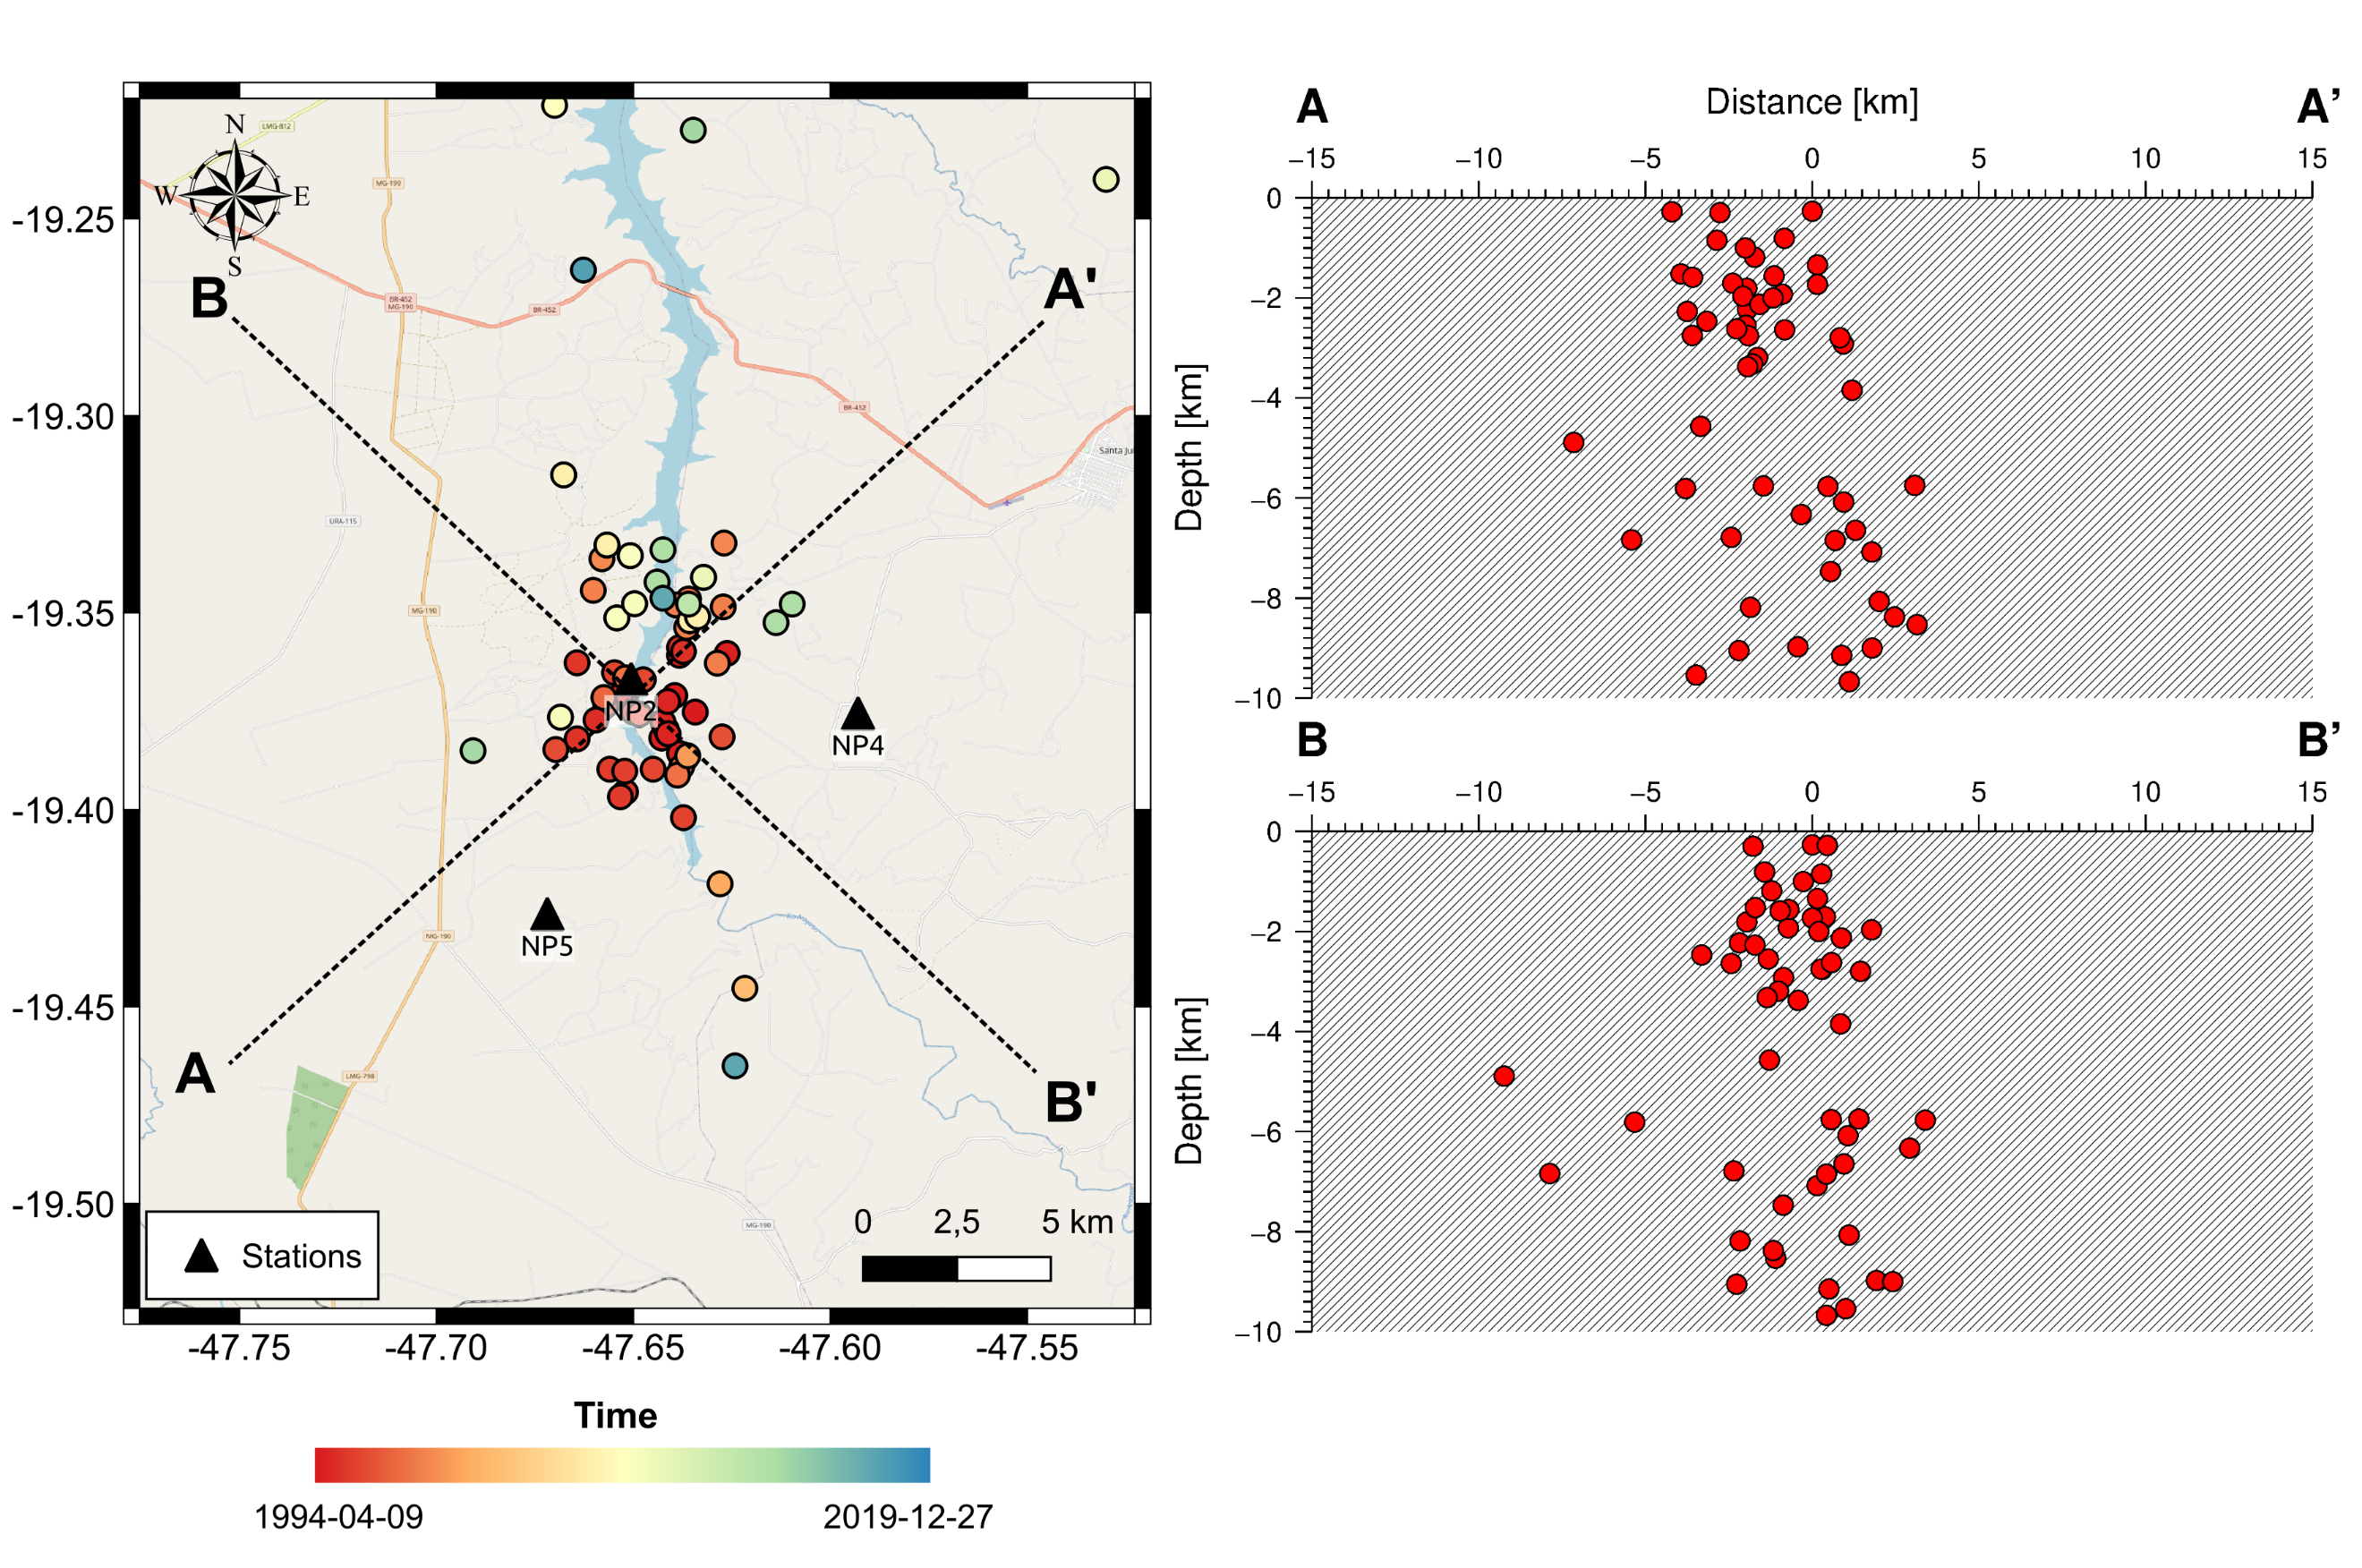 N
W E
S
LMG-812
MG-190
BR-452
MG-190
BR-452
BR-452
Santa Ju
URA-115
MG-190
MG-190
LMG-798
MG-190
B
A'
A
B'
NP2
NP4
NP5
-19.25
-19.30
-19.35
-19.40
-19.45
-19.50
-47.75 -47.70 -47.65 -47.60 -47.55
Stations
0 2,5 5 km
Time
1994-04-09 2019-12-27
A Distance [km] A’
−15 −10 −5 0 5 10 15
Depth [km]
0
−2
−4
−6
−8
−10
B B’
−15 −10 −5 0 5 10 15
Depth [km]
0
−2
−4
−6
−8
−10